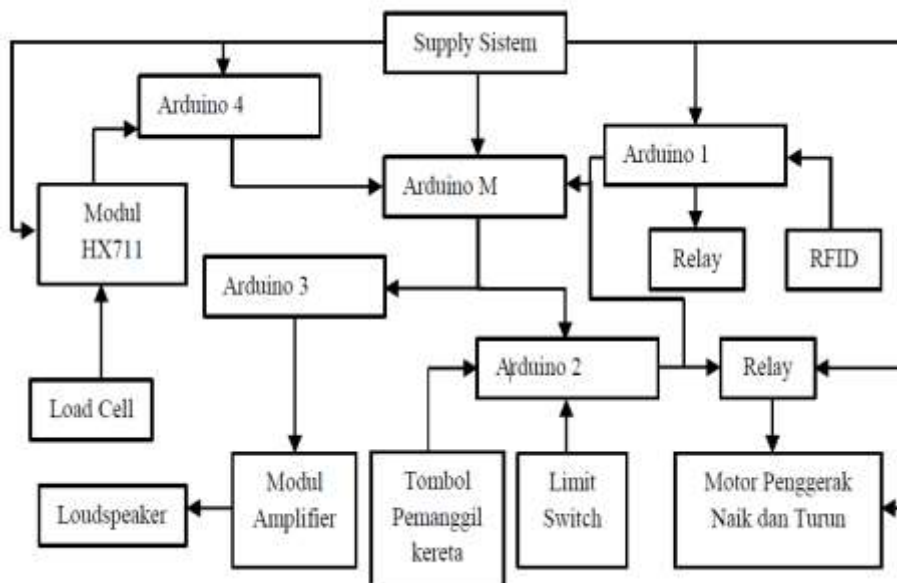 Supply Sistem
Arduino 4
Arduino 1
Arduino M
Modul
HX711
Relay
RFID
Arduino 3
Arduino 2
Relay
Load Cell
Loudspeaker
Modul
Amplifier
Tombol
Pemanggil
kereta
Limit
Switch
Motor Penggerak
Naik dan Turun